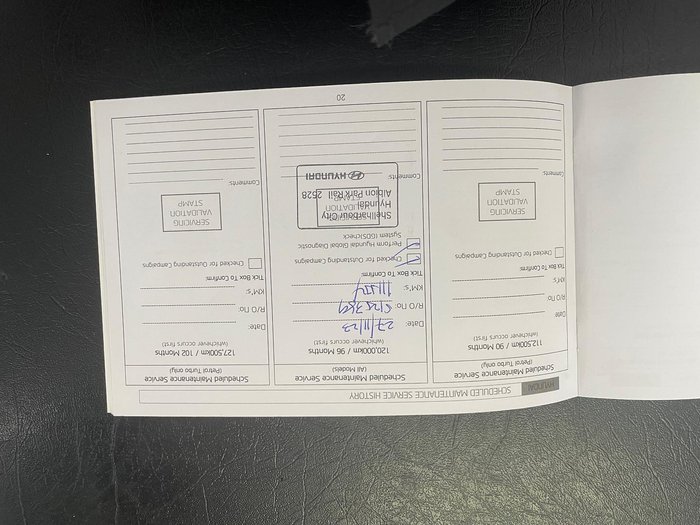 HYUNDAI SCHEDULED MAINTENANCE SERVICE HISTORY
Scheduled Maintenance Service
(Petrol Turbo only)
112,500km / 90 Months
(whichever occurs first)
Date:
R/O no:
KM's:
Tick Box To Confirm:
Checked for Outstanding Campaigns
SERVICING
VALIDATION
STAMP
Comments:
Scheduled Maintenance Service
(All Models)
120,000km / 96 Months
(whichever occurs first)
Date: 27/11/23
R/O no:
KM's:
Tick Box To Confirm:
Checked for Outstanding Campaigns
Perform Hyundai Global Diagnostic
System (GDS) check
Shellharbour City
Hyundai
Albion Park Rail 2528
HYUNDAI
VALIDATION
STAMP
Comments:
Scheduled Maintenance Service
(Petrol Turbo only)
127,500km / 102 Months
(whichever occurs first)
Date:
R/O no:
KM's:
Tick Box To Confirm:
Checked for Outstanding Campaigns
SERVICING
VALIDATION
STAMP
Comments:
20